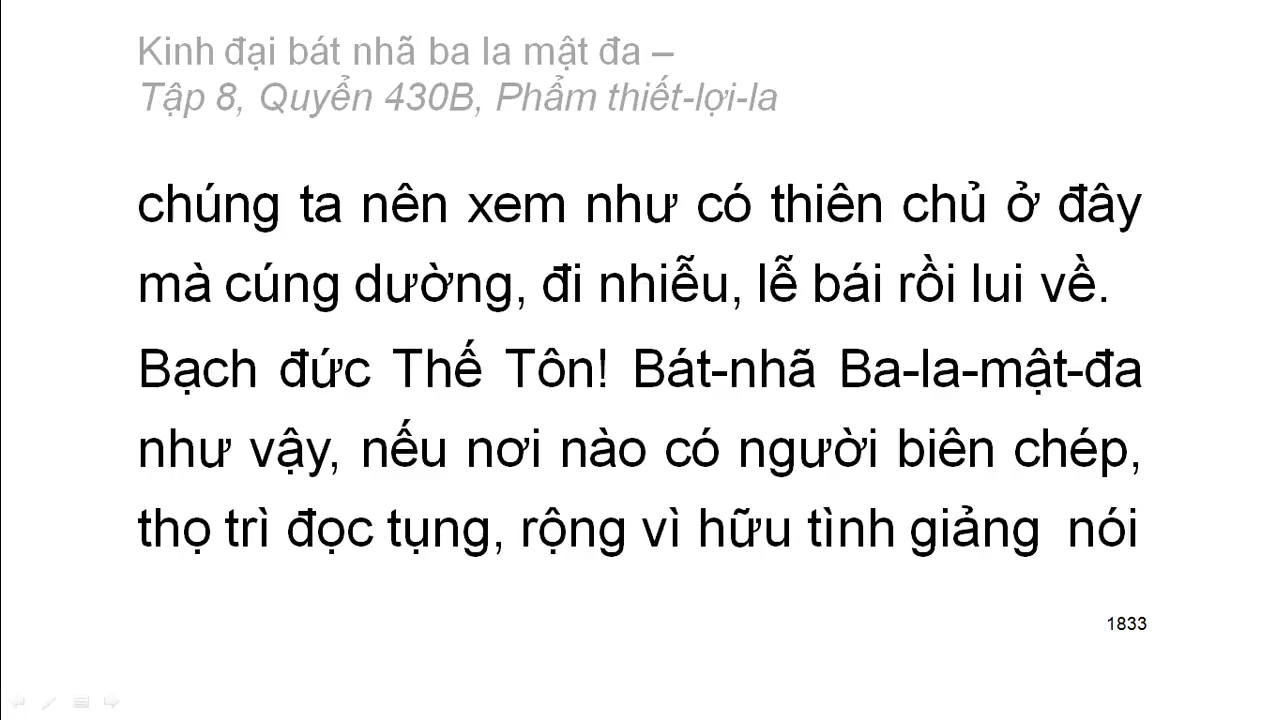 Kinh đại bát nhã ba la mật đa –
Tập 8, Quyển 430B, Phẩm thiết-lợi-la
chúng ta nên xem như có thiên chủ ở đây
mà cúng dường, đi nhiễu, lễ bái rồi lui về.
Bạch đức Thế Tôn! Bát-nhã Ba-la-mật-đa
như vậy, nếu nơi nào có người biên chép,
thọ trì đọc tụng, rộng vì hữu tình giảng nói
1833